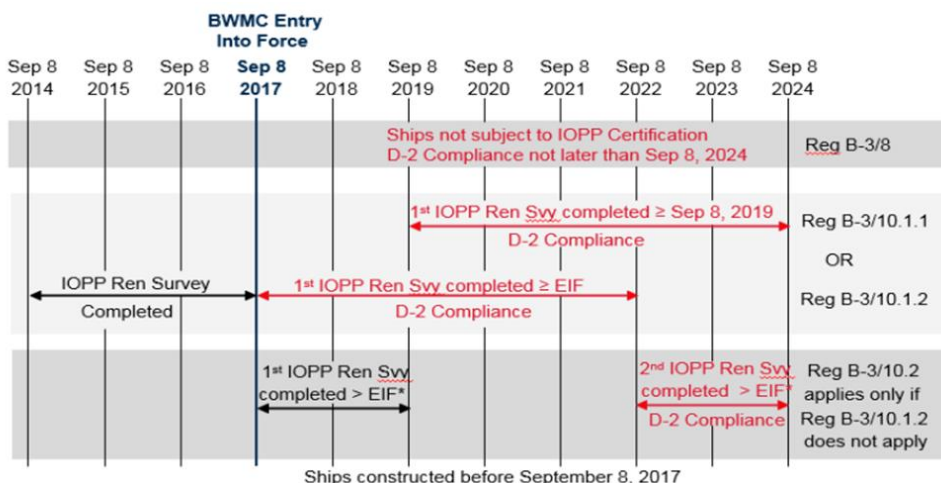 BWMC Entry
Into Force
Sep 8 Sep 8 Sep 8 Sep 8 Sep 8 Sep 8 Sep 8 Sep 8 Sep 8 Sep 8 Sep 8
2014 2015 2016 2017 2018 2019 2020 2021 2022 2023 2024
Ships not subject to IOPP Certification
D-2 Compliance not later than Sep 8, 2024
Reg B-3/8
1st IOPP Ren Svy completed ≥ Sep 8, 2019
D-2 Compliance
Reg B-3/10.1.1
OR
Reg B-3/10.1.2
IOPP Ren Survey
Completed
1st IOPP Ren Svy completed ≥ EIF
D-2 Compliance
1st IOPP Ren Svy
completed > EIF*
2nd IOPP Ren Svy
completed > EIF*
D-2 Compliance
Reg B-3/10.2
applies only if
Reg B-3/10.1.2
does not apply
Ships constructed before September 8, 2017